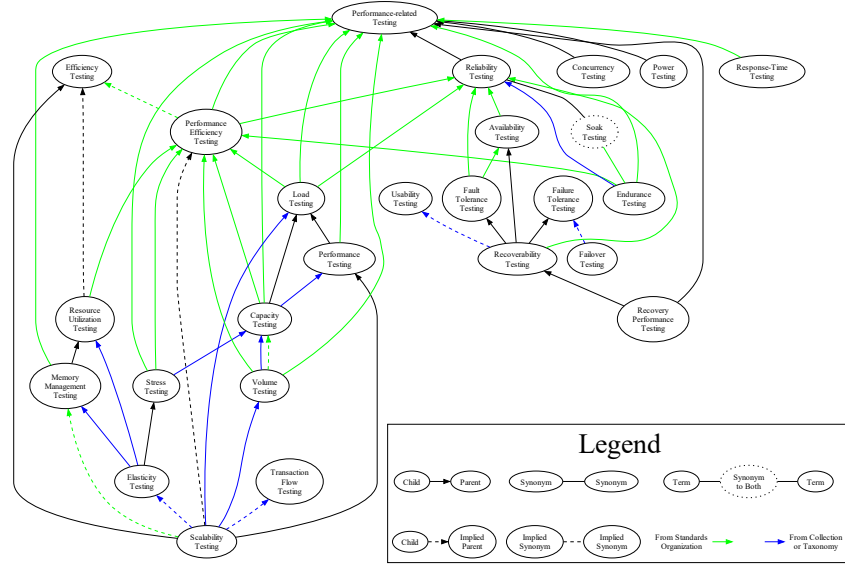 Performance-related
Testing
Efficiency
Testing
Reliability
Testing
Concurrency
Testing
Power
Testing
Response-Time
Testing
Performance
Efficiency
Testing
Availability
Testing
Soak
Testing
Load
Testing
Usability
Testing
Fault
Tolerance
Testing
Failure
Tolerance
Testing
Endurance
Testing
Performance
Testing
Recoverability
Testing
Failover
Testing
Resource
Utilization
Testing
Capacity
Testing
Recovery
Performance
Testing
Memory
Management
Testing
Stress
Testing
Volume
Testing
Elasticity
Testing
Transaction
Flow
Testing
Scalability
Testing
Legend
Child
Parent
Synonym
Synonym
Term
Synonym
to Both
Term
Child
Implied
Parent
Implied
Synonym
Implied
Synonym
From Standards
Organization
From Collection
or Taxonomy